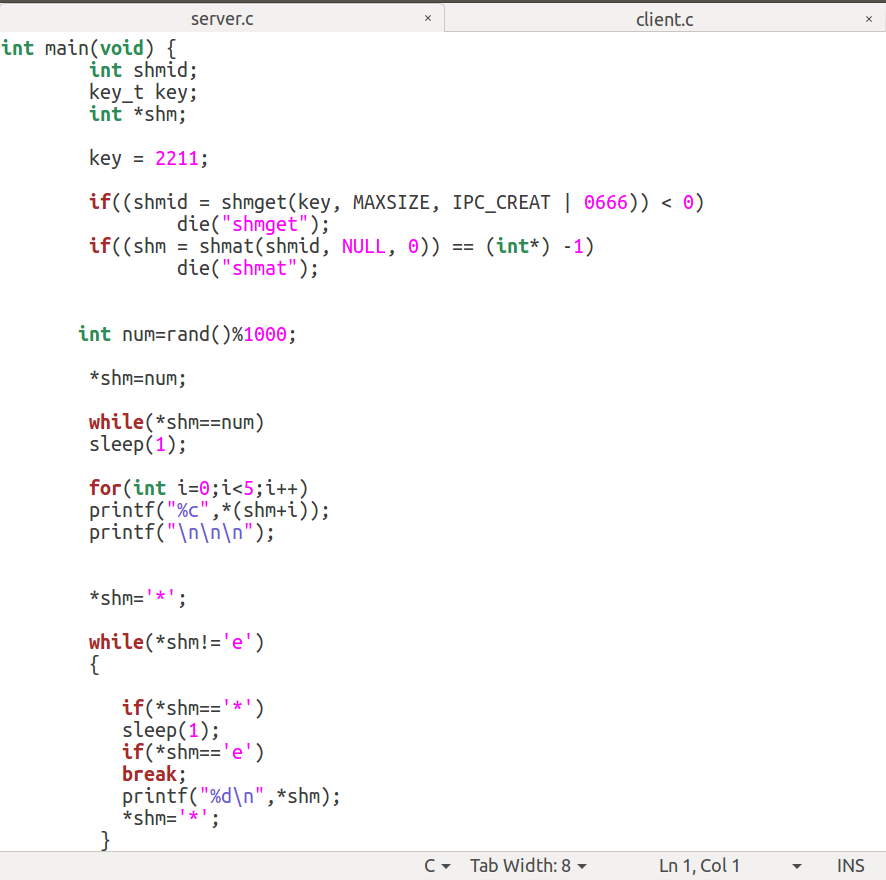 server.c × client.c ×
int main(void) {
int shmid;
key_t key;
int *shm;
key = 2211;
if((shmid = shmget(key, MAXSIZE, IPC_CREAT | 0666)) < 0)
die("shmget");
if((shm = shmat(shmid, NULL, 0)) == (int*) -1)
die("shmat");
int num=rand()%1000;
*shm=num;
while(*shm==num)
sleep(1);
for(int i=0;i<5;i++)
printf("%c",*(shm+i));
printf("\n\n\n");
*shm='*';
while(*shm!='e')
{
if(*shm=='*')
sleep(1);
if(*shm=='e')
break;
printf("%d\n",*shm);
*shm='*';
}
C Tab Width: 8 Ln 1, Col 1 INS